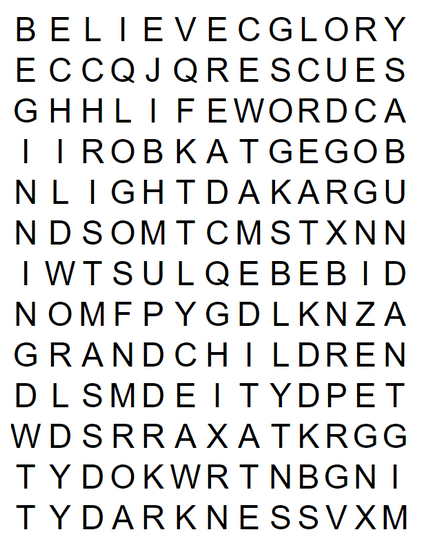 B E L I E V E C G L O R Y
E C C Q J Q R E S C U E S
G H H L I F E W O R D C A
I I R O B K A T G E G O B
N L I G H T D A K A R G U
N D S O M T C M S T X N N
I W T S U L Q E B E B I D
N O M F P Y G D L K N Z A
G R A N D C H I L D R E N
D L S M D E I T Y D P E T
W D S R R A X A T K R G G
T Y D O K W R T N B G N I
T Y D A R K N E S S V X M